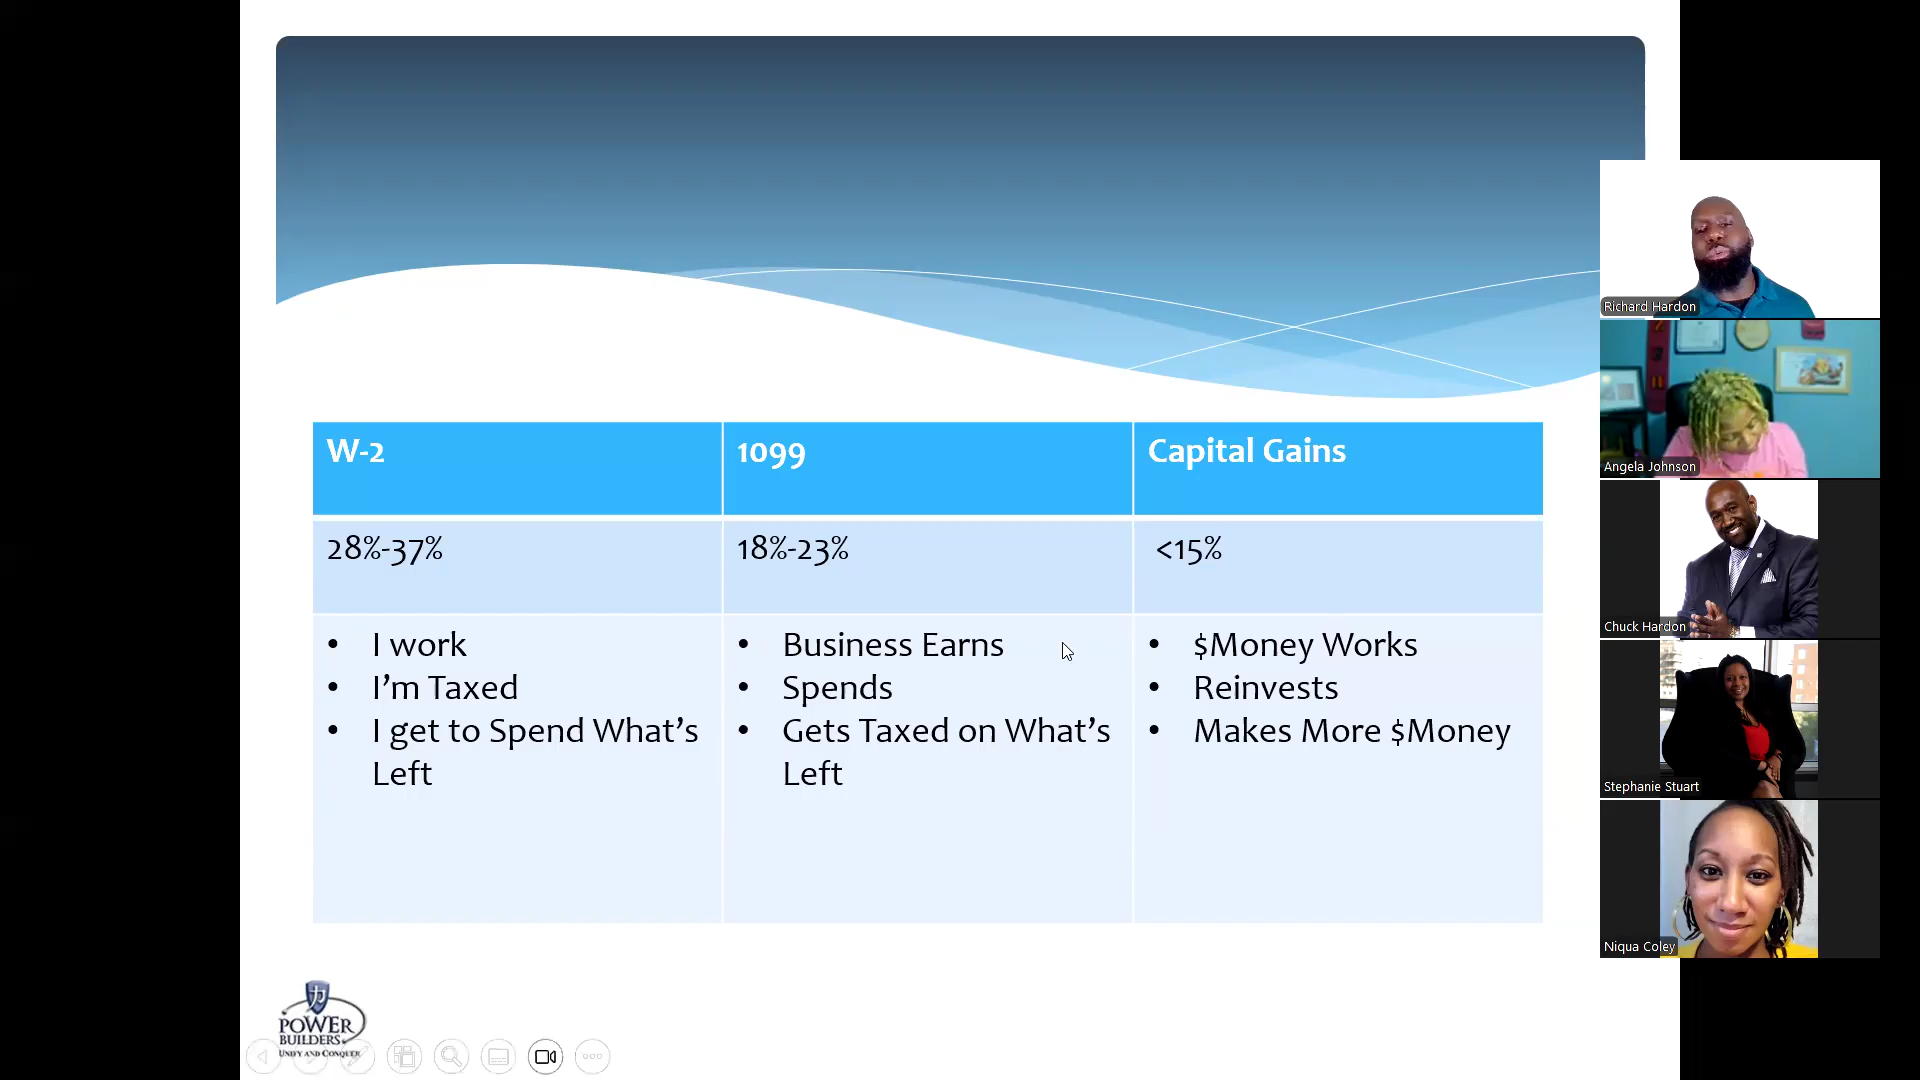 W-2
1099
Capital Gains
28%-37%
18%-23%
<15%
• I work
• I’m Taxed
• I get to Spend What’s
Left
• Business Earns
• Spends
• Gets Taxed on What’s
Left
• $Money Works
• Reinvests
• Makes More $Money
Richard Hardon
Angela Johnson
Chuck Hardon
Stephanie Stuart
Niqua Coley
POWER
BUILDERS
UNIFY AND CONQUER